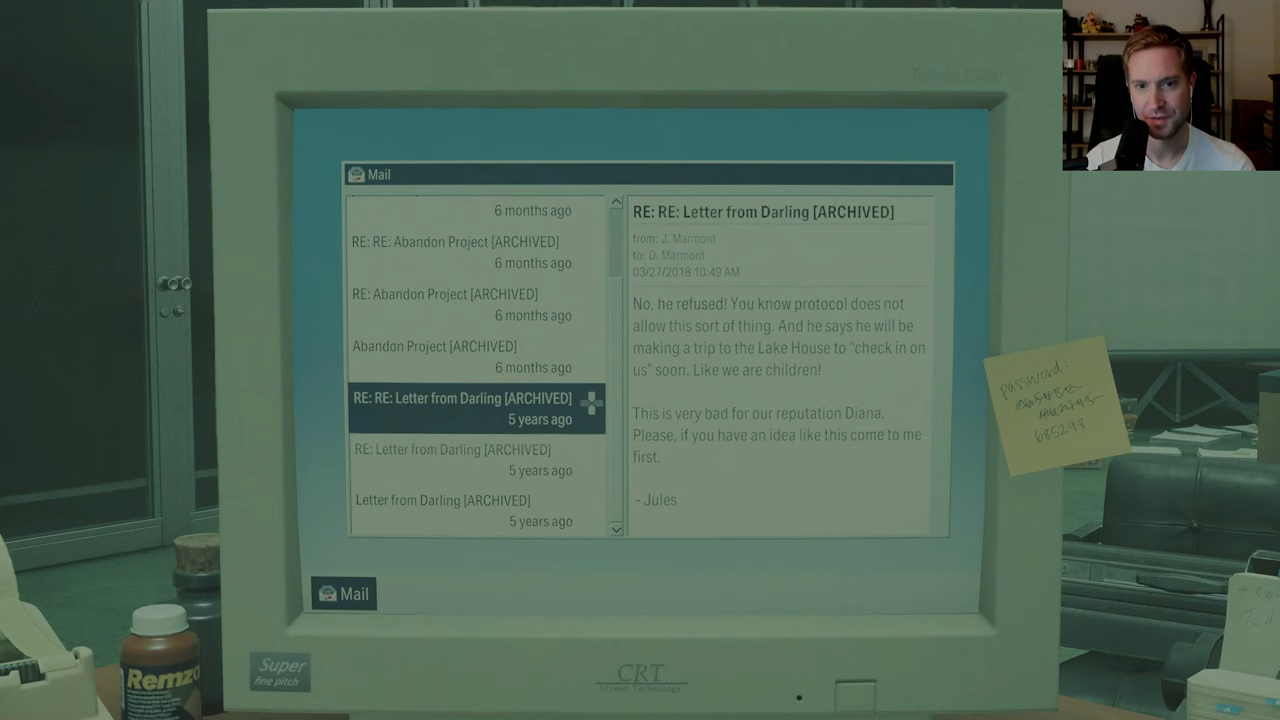 Mail
6 months ago
RE: RE: Abandon Project [ARCHIVED]
6 months ago
RE: Abandon Project [ARCHIVED]
6 months ago
Abandon Project [ARCHIVED]
6 months ago
RE: RE: Letter from Darling [ARCHIVED]
5 years ago
RE: Letter from Darling [ARCHIVED]
5 years ago
Letter from Darling [ARCHIVED]
5 years ago
RE: RE: Letter from Darling [ARCHIVED]
from: J. Marmont
to: D. Marmont
03/27/2018 10.49 AM
No, he refused! You know protocol does not
allow this sort of thing. And he says he will be
making a trip to the Lake House to "check in on
us" soon. Like we are children!
This is very bad for our reputation Diana.
Please, if you have an idea like this come to me
first.
- Jules
password:
685298
Mail
Super
fine pitch
CRT
Screen Technology
Remz